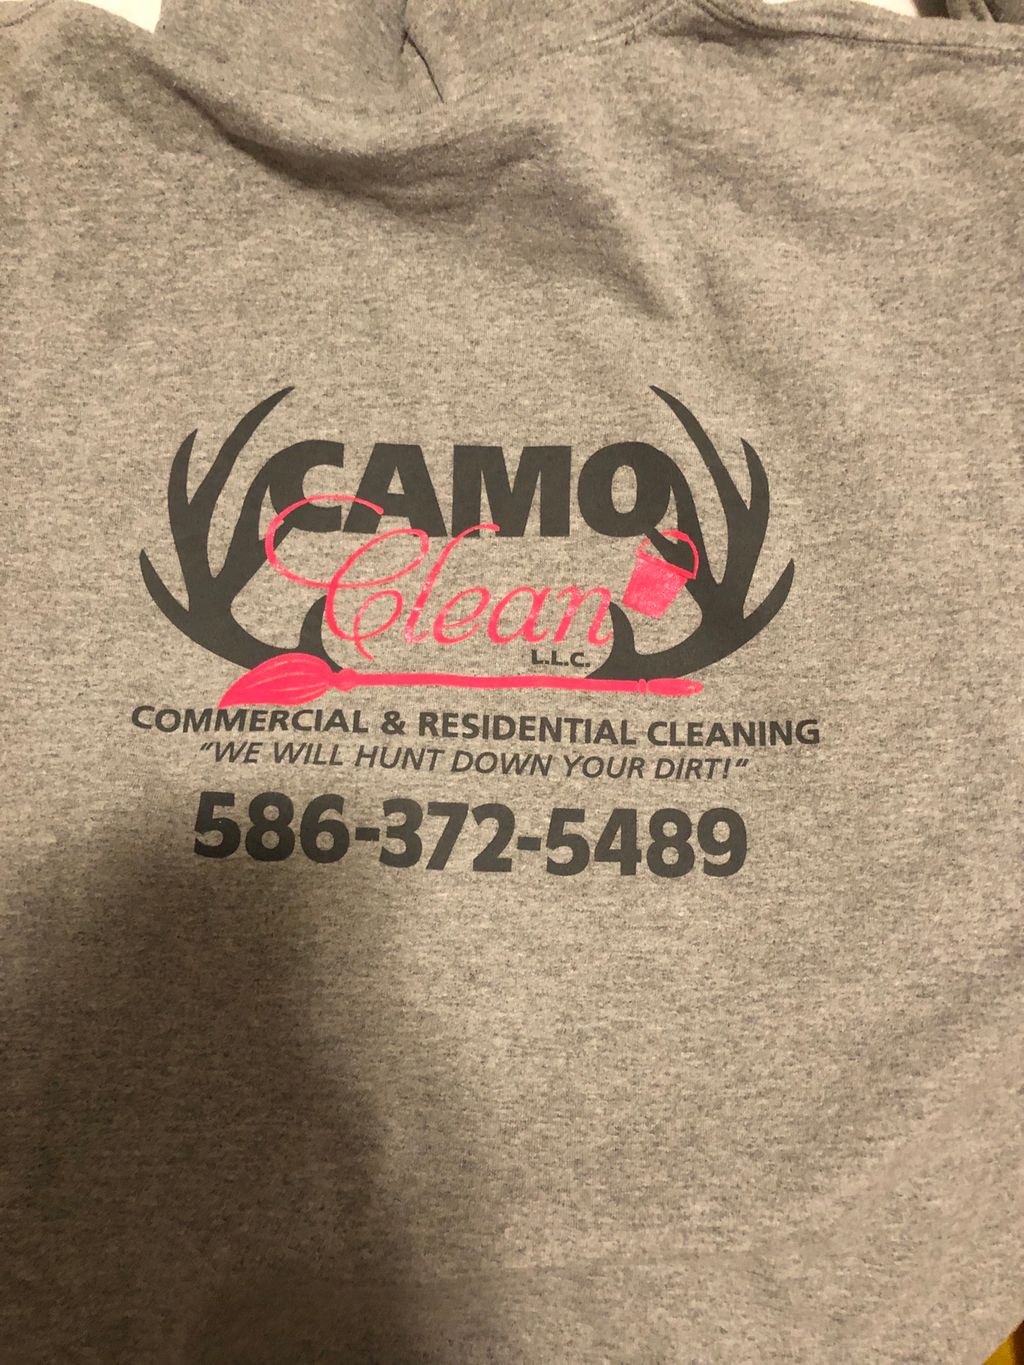 CAMO
Clean
L.L.C.
COMMERCIAL & RESIDENTIAL CLEANING
"WE WILL HUNT DOWN YOUR DIRT!"
586-372-5489